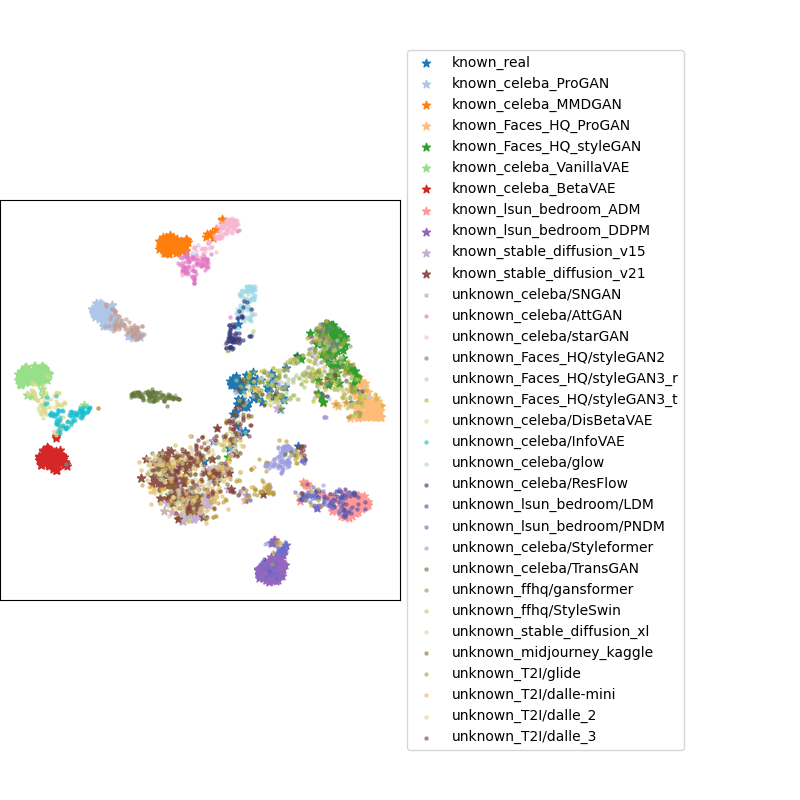 known_real
known_celeba_ProGAN
known_celeba_MMDGAN
known_Faces_HQ_ProGAN
known_Faces_HQ_styleGAN
known_celeba_VanillaVAE
known_celeba_BetaVAE
known_lsun_bedroom_ADM
known_lsun_bedroom_DDPM
known_stable_diffusion_v15
known_stable_diffusion_v21
unknown_celeba/SNGAN
unknown_celeba/AttGAN
unknown_celeba/starGAN
unknown_Faces_HQ/styleGAN2
unknown_Faces_HQ/styleGAN3_r
unknown_Faces_HQ/styleGAN3_t
unknown_celeba/DisBetaVAE
unknown_celeba/InfoVAE
unknown_celeba/glow
unknown_celeba/ResFlow
unknown_lsun_bedroom/LDM
unknown_lsun_bedroom/PNDM
unknown_celeba/Styleformer
unknown_celeba/TransGAN
unknown_ffhq/gansformer
unknown_ffhq/StyleSwin
unknown_stable_diffusion_xl
unknown_midjourney_kaggle
unknown_T2I/glide
unknown_T2I/dalle-mini
unknown_T2I/dalle_2
unknown_T2I/dalle_3